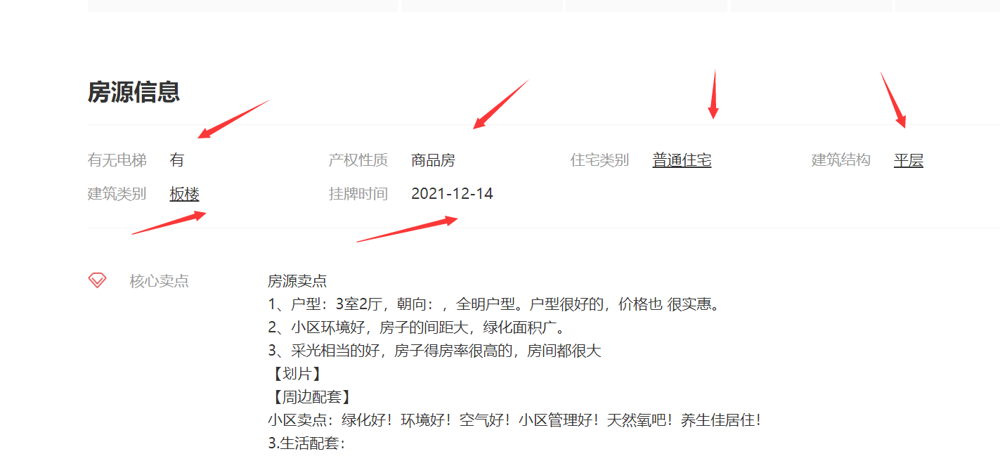 房源信息
有无电梯 有 产权性质 商品房 住宅类别 普通住宅 建筑结构 平层
建筑类别 板楼 挂牌时间 2021-12-14
核心卖点 房源卖点
1、户型：3室2厅，朝向：，全明户型。户型很好的，价格也 很实惠。
2、小区环境好，房子的间距大，绿化面积广。
3、采光相当的好，房子得房率很高的，房间都很大
【划片】
【周边配套】
小区卖点：绿化好！环境好！空气好！小区管理好！天然氧吧！养生佳居住！
3.生活配套：